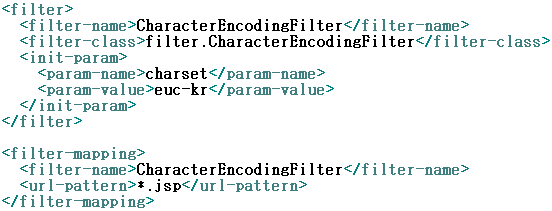 <filter>
  <filter-name>CharacterEncodingFilter</filter-name>
  <filter-class>filter.CharacterEncodingFilter</filter-class>
  <init-param>
    <param-name>charset</param-name>
    <param-value>euc-kr</param-value>
  </init-param>
</filter>

<filter-mapping>
  <filter-name>CharacterEncodingFilter</filter-name>
  <url-pattern>*.jsp</url-pattern>
</filter-mapping>